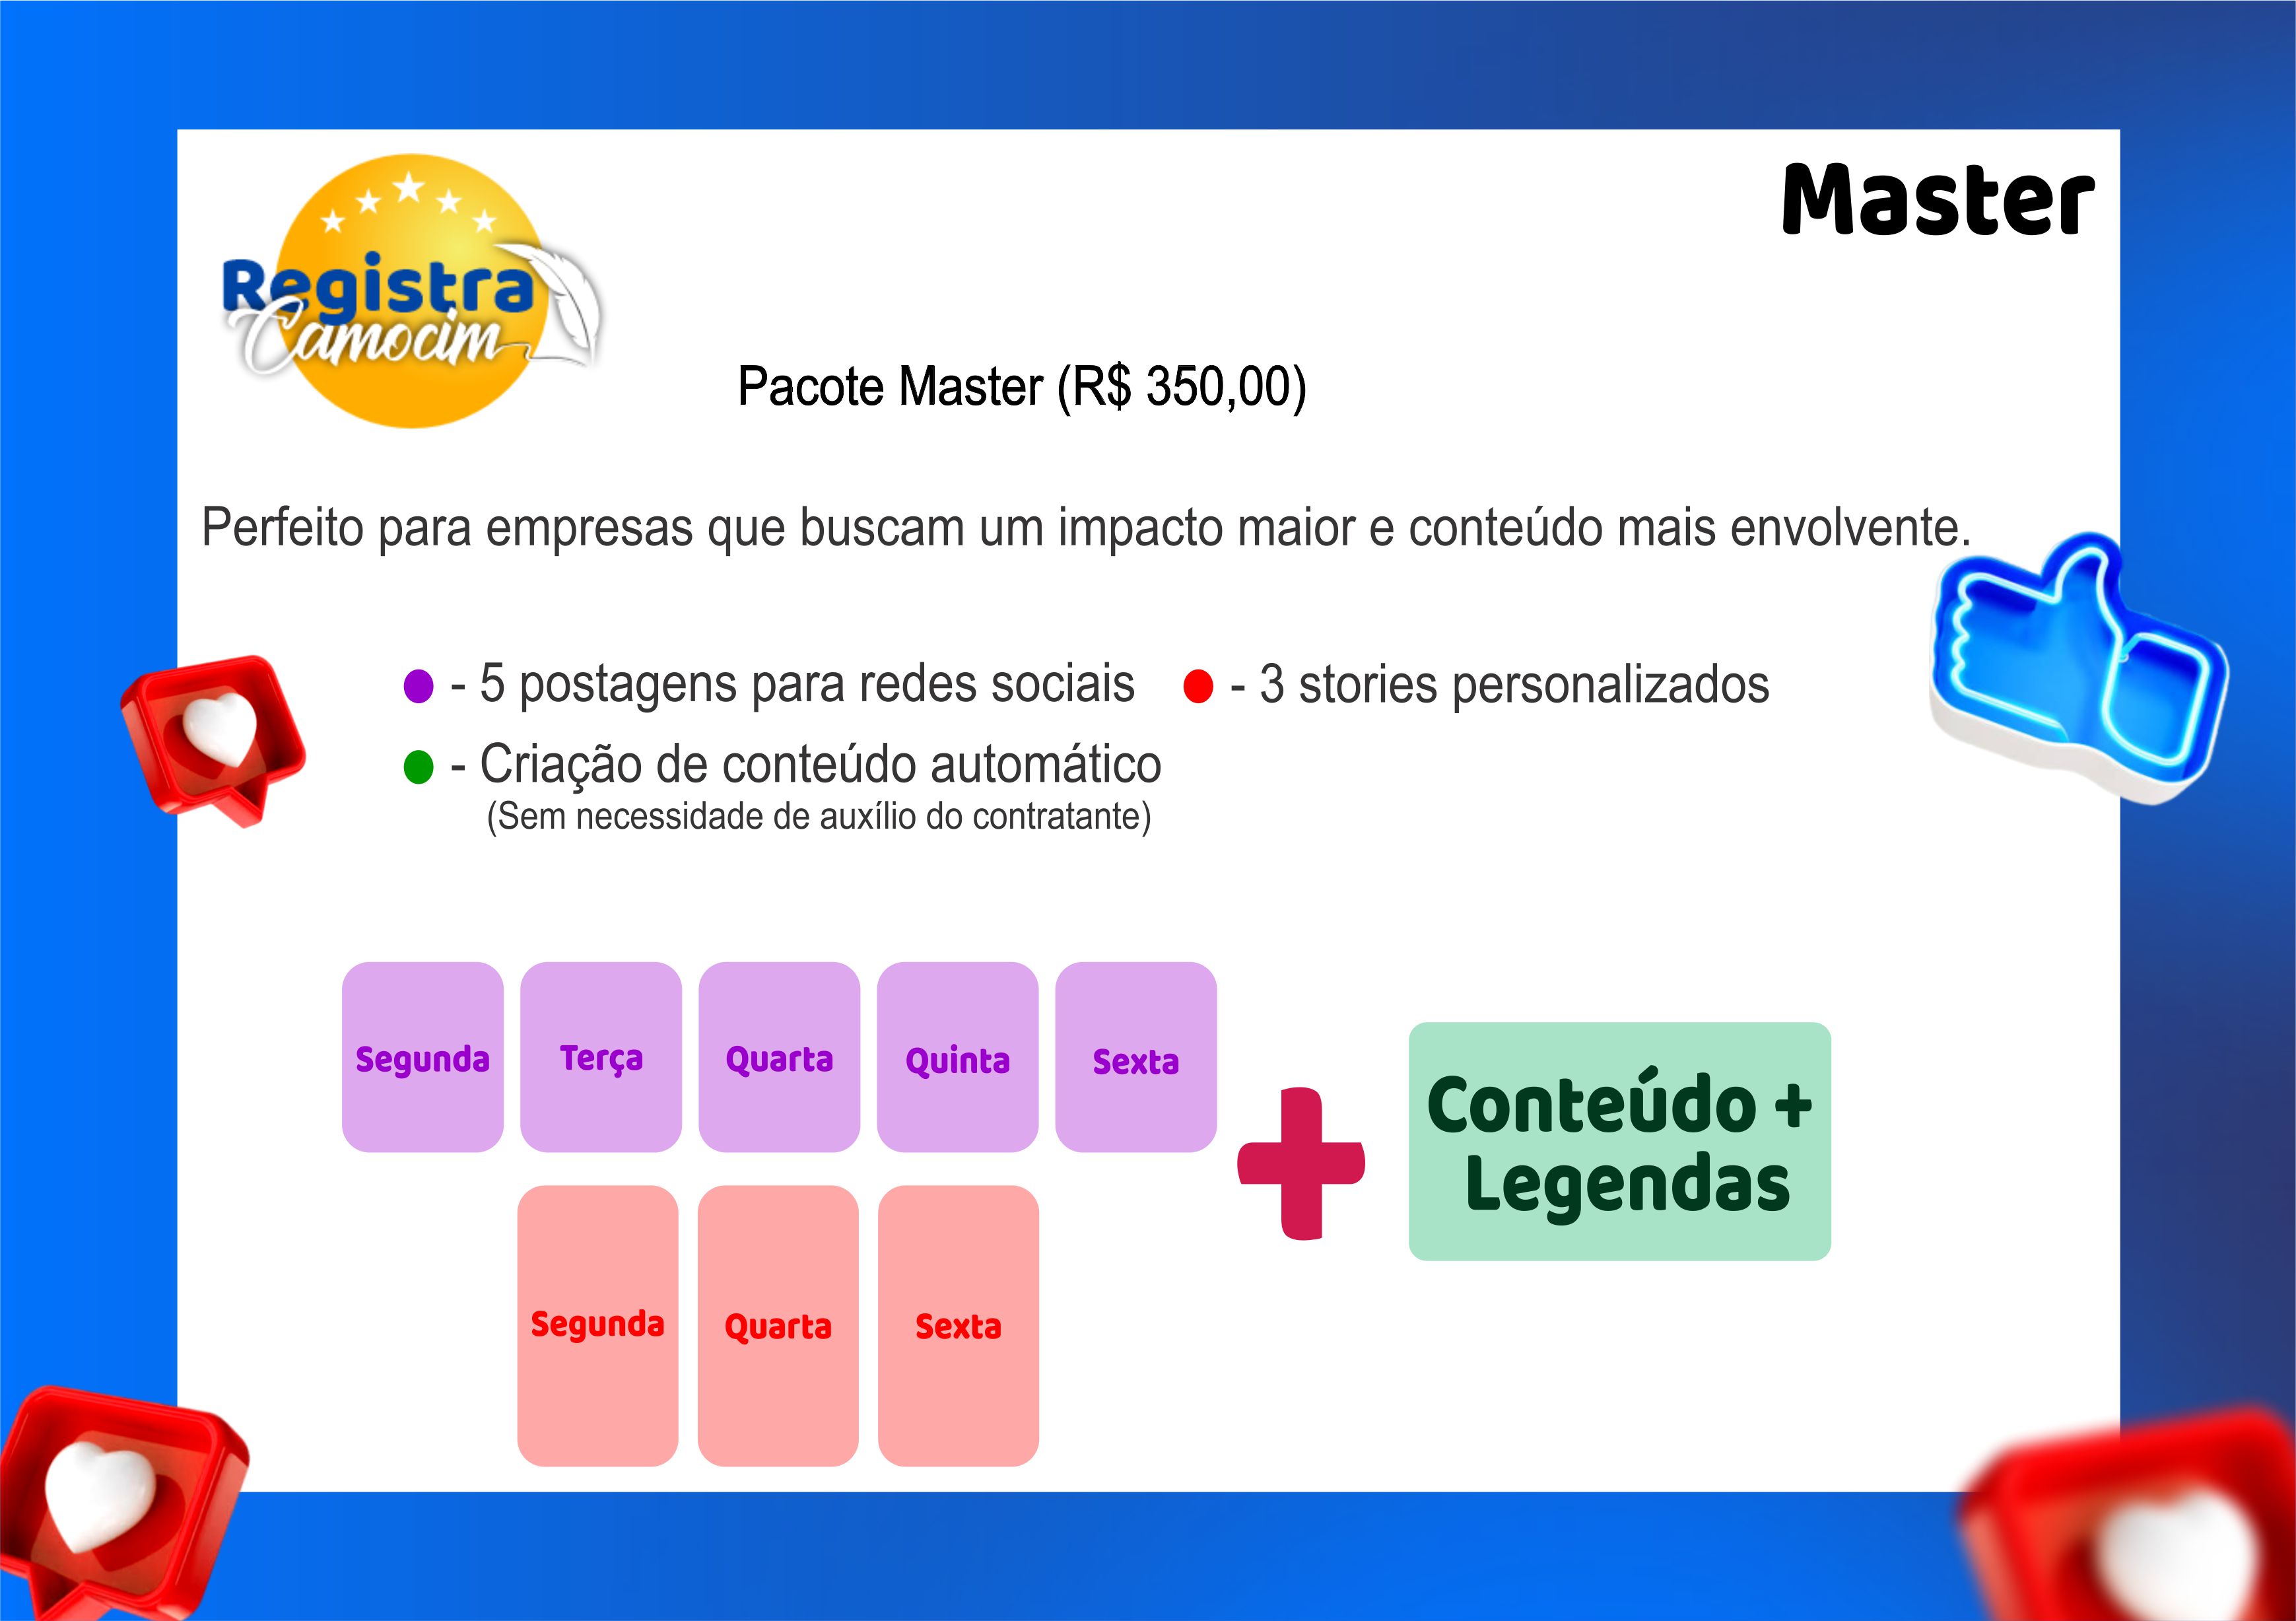 Master
Registra
Camocim
Pacote Master (R$ 350,00)
Perfeito para empresas que buscam um impacto maior e conteúdo mais envolvente.
- 5 postagens para redes sociais
- 3 stories personalizados
- Criação de conteúdo automático
(Sem necessidade de auxílio do contratante)
Segunda Terça Quarta Quinta Sexta
Conteúdo +
Legendas
Segunda Quarta Sexta